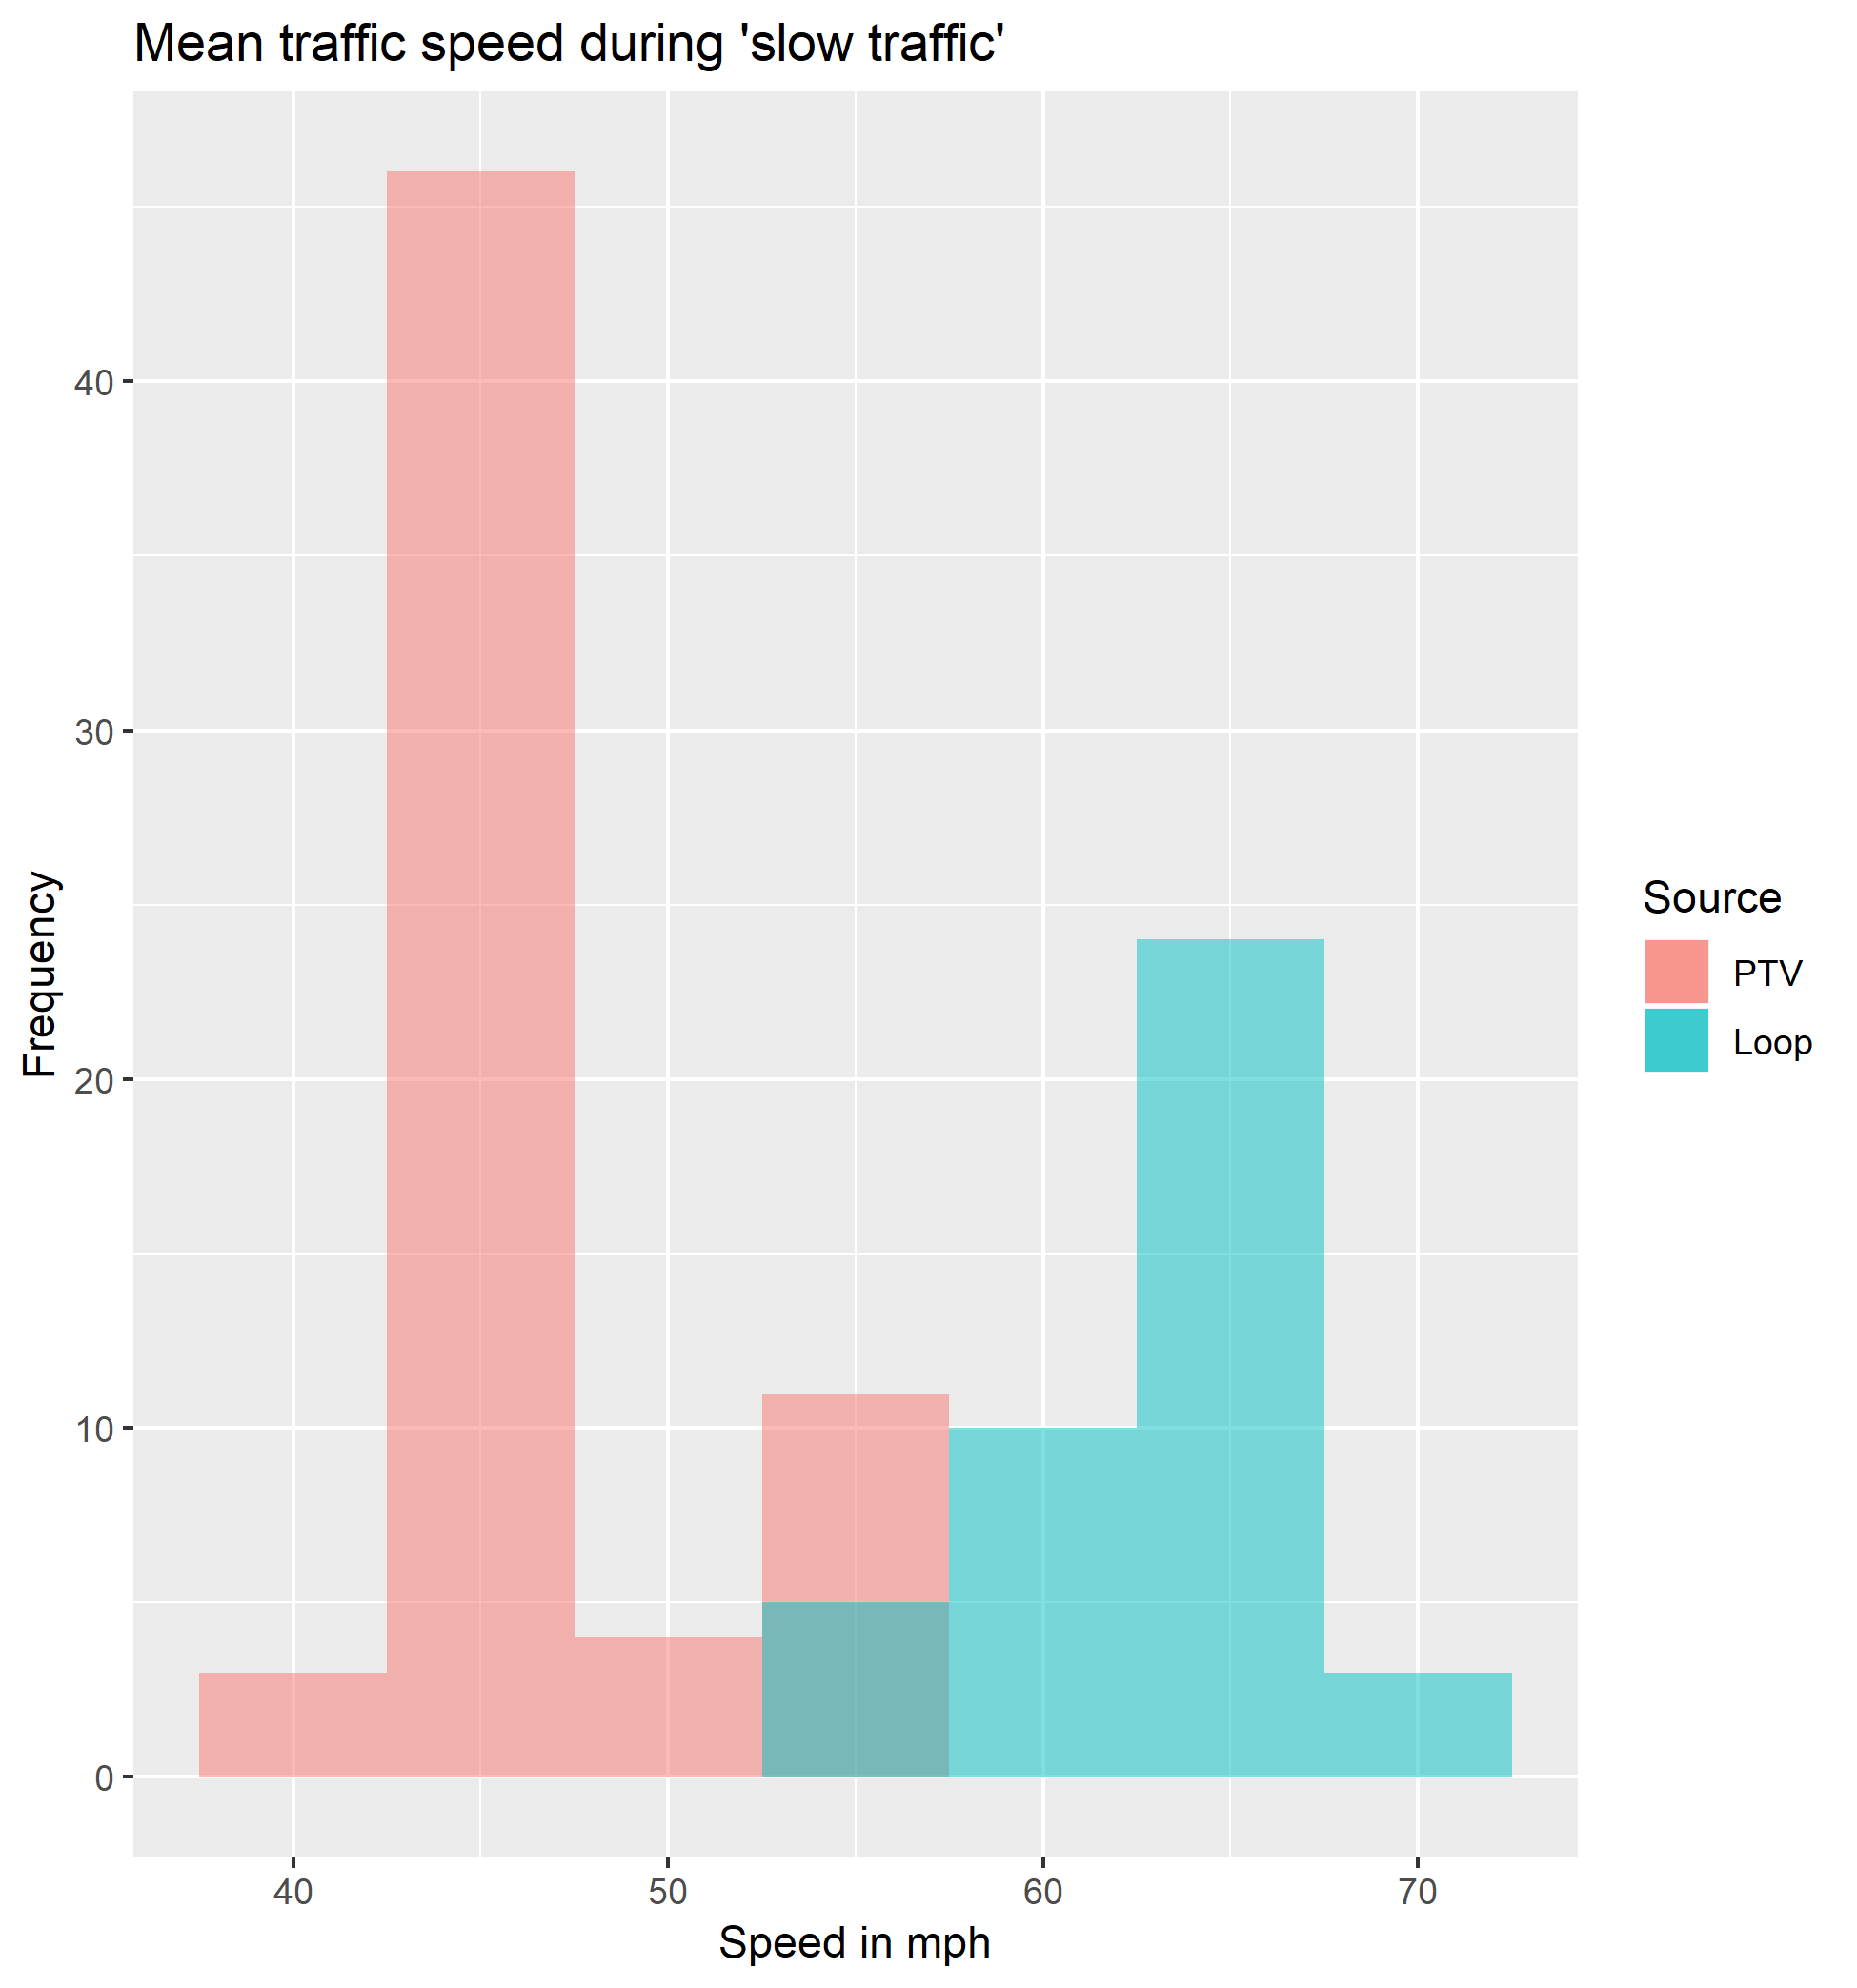 Mean traffic speed during 'slow traffic'
Frequency
40
30
20
10
0
40 50 60 70
Speed in mph
Source
PTV
Loop